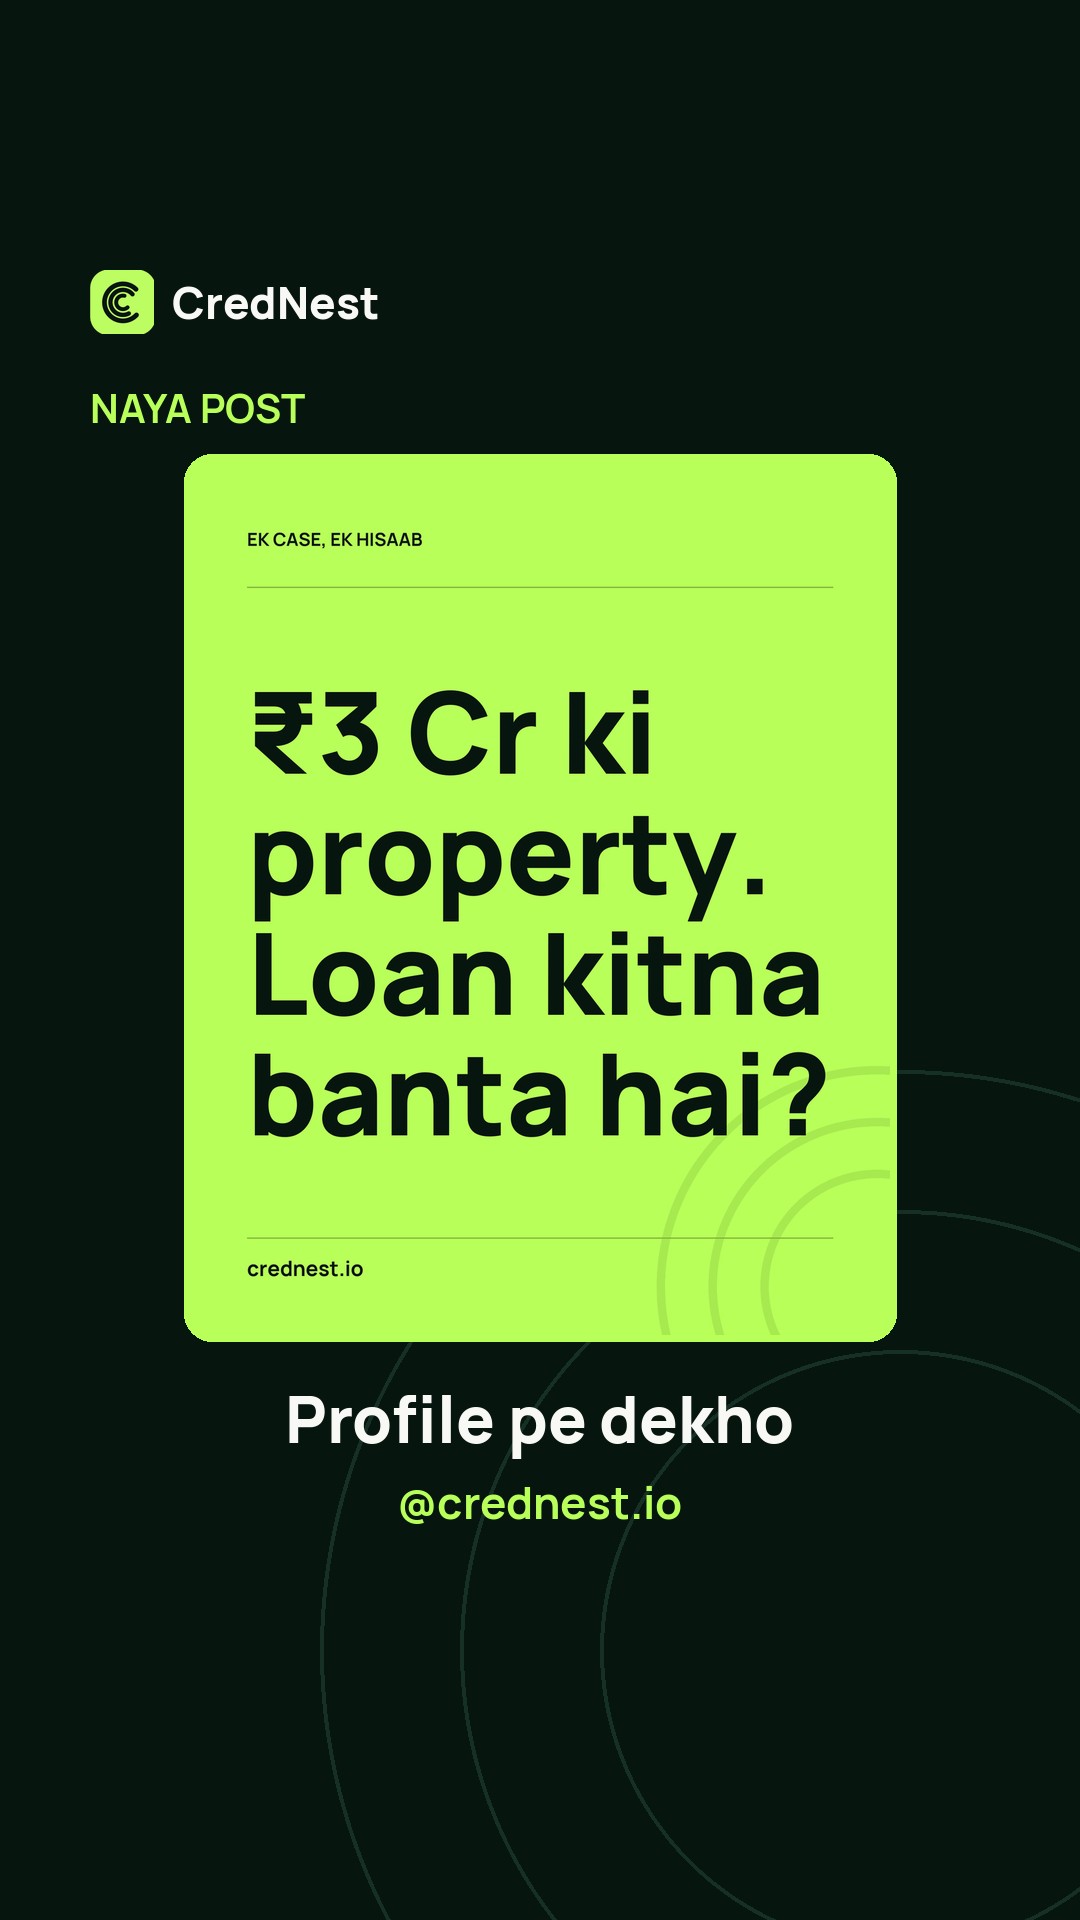 CredNest
NAYA POST
EK CASE, EK HISAAB
₹3 Cr ki
property.
Loan kitna
banta hai?
crednest.io
Profile pe dekho
@crednest.io